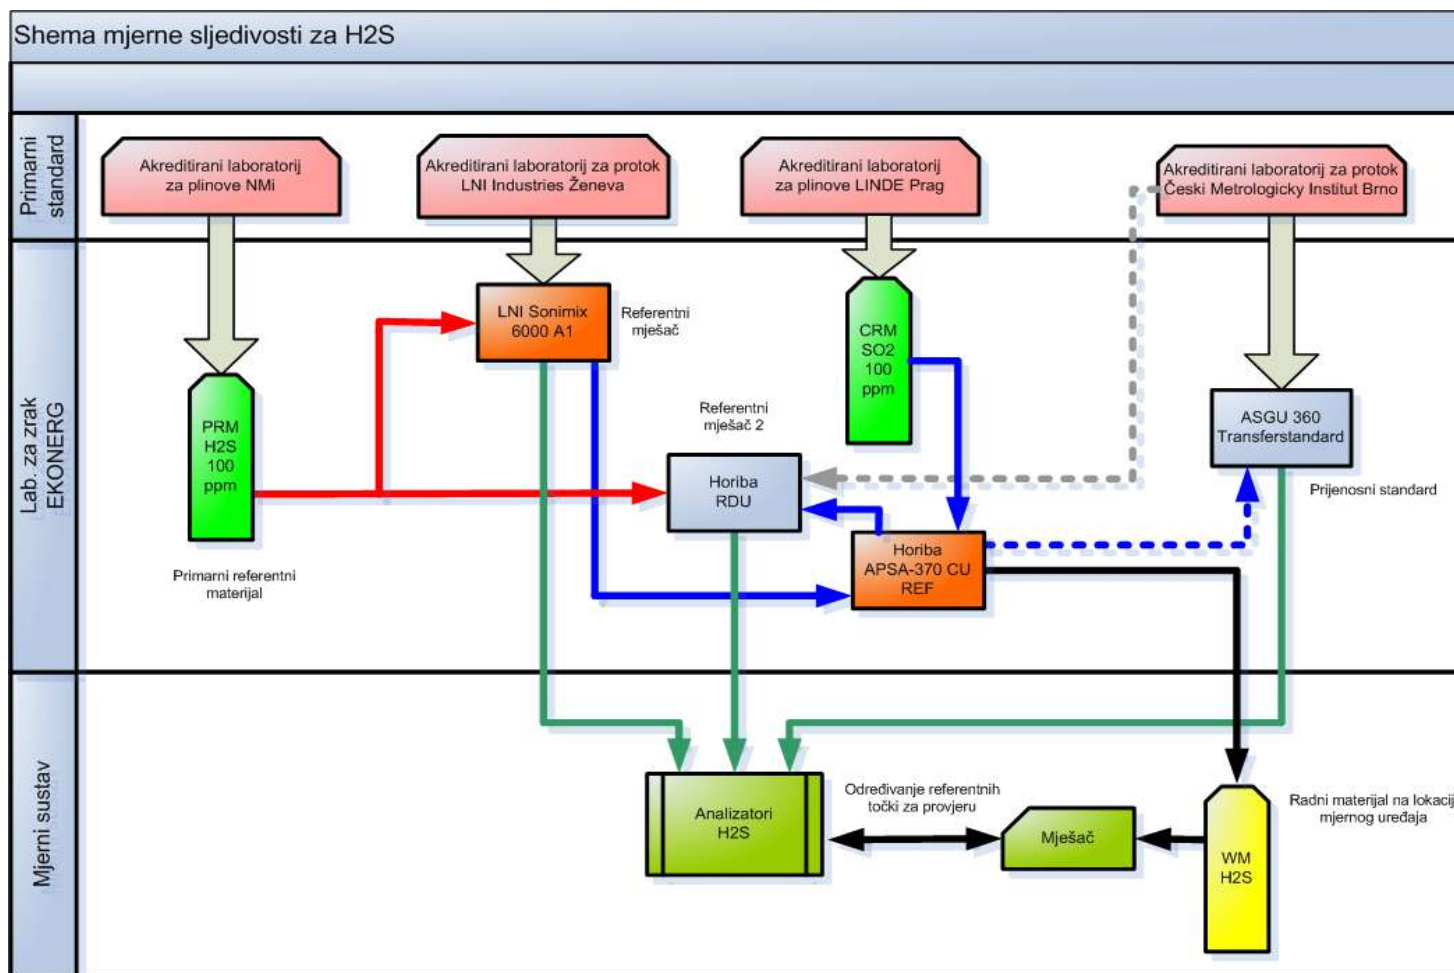 Shema mjerne sljedivosti za H2S
Primarni
standard
Akreditirani laboratorij
za plinove NMi
Akreditirani laboratorij za protok
LNI Industries Ženeva
Akreditirani laboratorij
za plinove LINDE Prag
Akreditirani laboratorij za protok
Česki Metrologicky Institut Brno
Lab. za zrak
EKONERG
LNI Sonimix
6000 A1
Referentni
mješač
CRM
SO2
100
ppm
PRM
H2S
100
ppm
Referentni
mješač 2
ASGU 360
Transferstandard
Horiba
RDU
Prijenosni standard
Horiba
APSA-370 CU
REF
Primarni referentni
materijal
Mjerni sustav
Analizatori
H2S
Određivanje referentnih
točki za provjeru
Mješač
WM
H2S
Radni materijal na lokaciji
mjernog uređaja